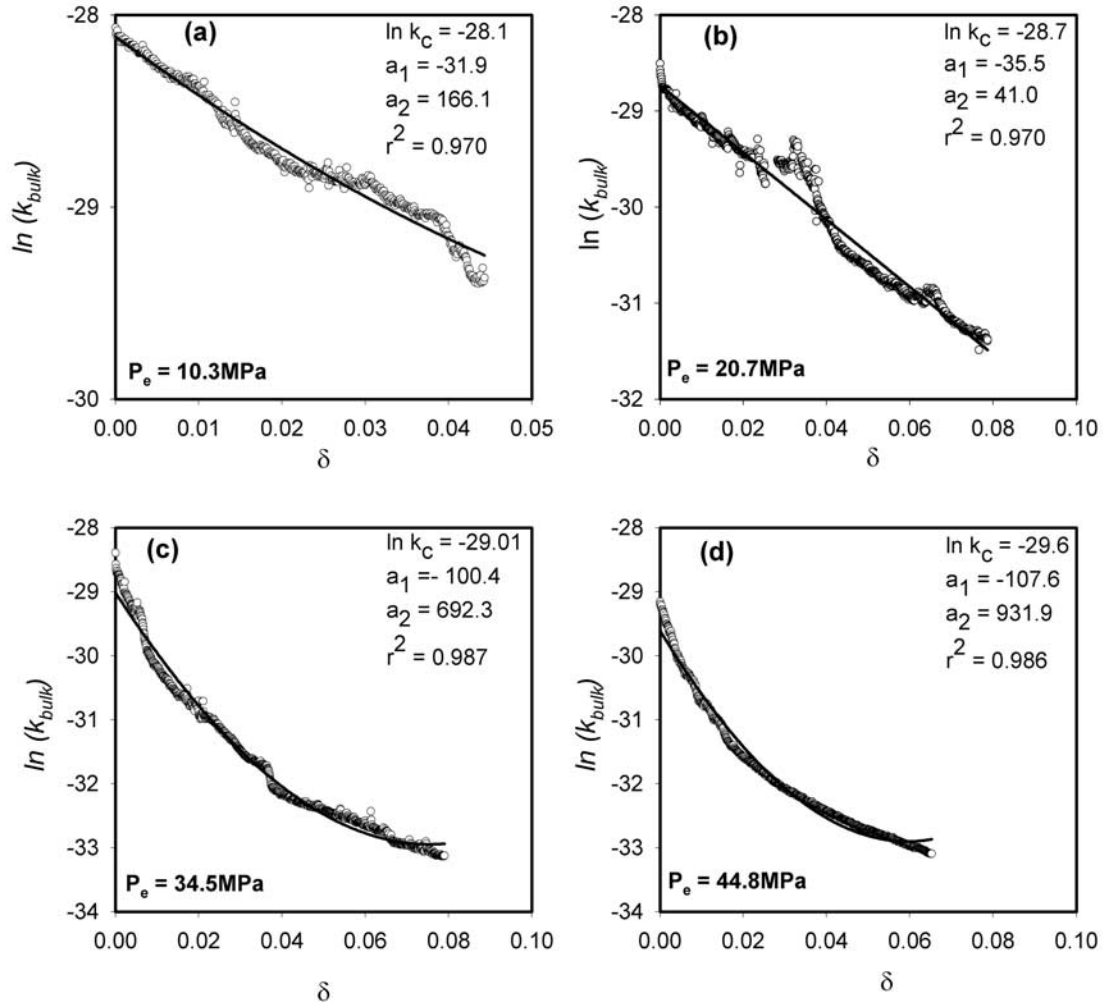 (a)
ln k_c = -28.1
a_1 = -31.9
a_2 = 166.1
r^2 = 0.970
P_e = 10.3MPa
ln (k_bulk)
-28
-29
-30
0.00 0.01 0.02 0.03 0.04 0.05
δ
(b)
ln k_c = -28.7
a_1 = -35.5
a_2 = 41.0
r^2 = 0.970
P_e = 20.7MPa
ln (k_bulk)
-28
-29
-30
-31
-32
0.00 0.02 0.04 0.06 0.08 0.10
δ
(c)
ln k_c = -29.01
a_1 =- 100.4
a_2 = 692.3
r^2 = 0.987
P_e = 34.5MPa
ln (k_bulk)
-28
-29
-30
-31
-32
-33
-34
0.00 0.02 0.04 0.06 0.08 0.10
δ
(d)
ln k_c = -29.6
a_1 = -107.6
a_2 = 931.9
r^2 = 0.986
P_e = 44.8MPa
ln (k_bulk)
-28
-29
-30
-31
-32
-33
-34
0.00 0.02 0.04 0.06 0.08 0.10
δ